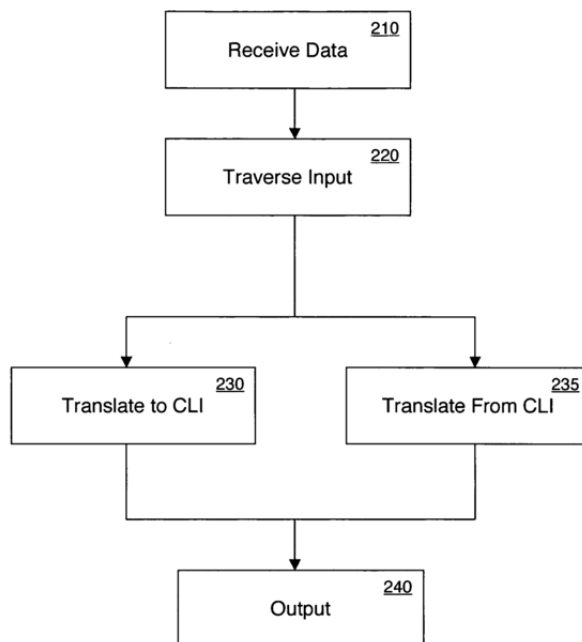 210
Receive Data
220
Traverse Input
230
Translate to CLI
235
Translate From CLI
240
Output